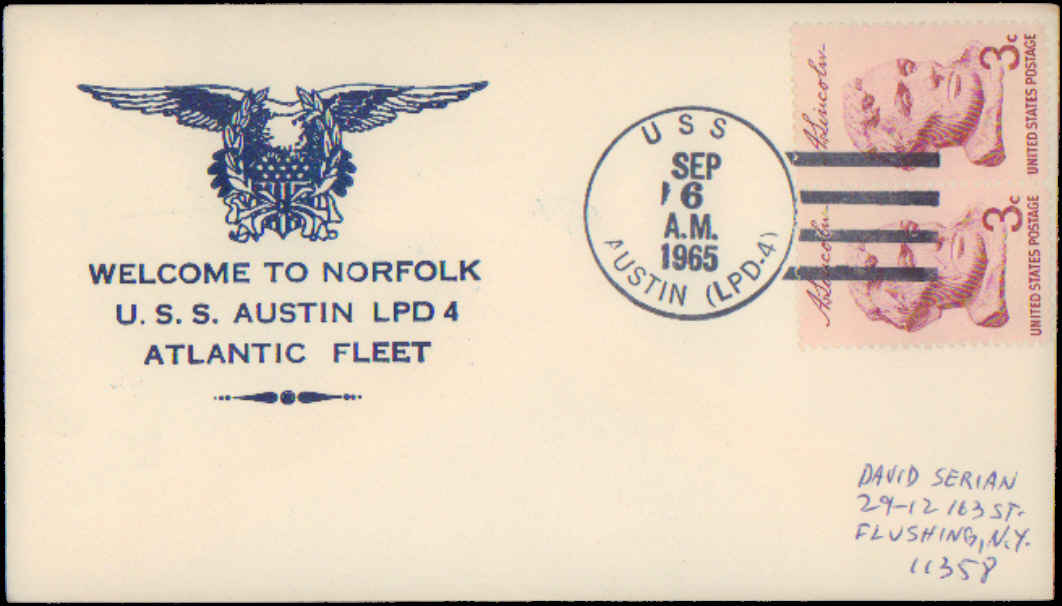 WELCOME TO NORFOLK
U. S. S. AUSTIN LPD 4
ATLANTIC FLEET
USS
SEP
6
A.M.
1965
AUSTIN (LPD-4)
A. Lincoln
3c
UNITED STATES POSTAGE
A. Lincoln
3c
UNITED STATES POSTAGE
DAVID SERIAN
29-12 163 ST.
FLUSHING, N.Y.
11358